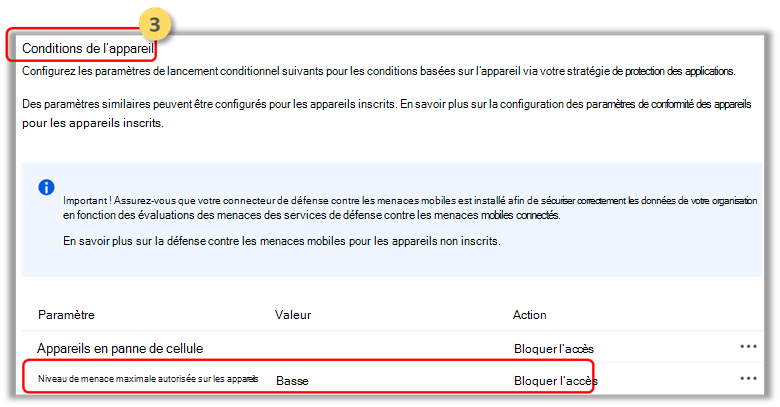 3
Conditions de l'appareil
Configurez les paramètres de lancement conditionnel suivants pour les conditions basées sur l'appareil via votre stratégie de protection des applications.
Des paramètres similaires peuvent être configurés pour les appareils inscrits. En savoir plus sur la configuration des paramètres de conformité des appareils
pour les appareils inscrits.
Important ! Assurez-vous que votre connecteur de défense contre les menaces mobiles est installé afin de sécuriser correctement les données de votre organisation
en fonction des évaluations des menaces des services de défense contre les menaces mobiles connectés.
En savoir plus sur la défense contre les menaces mobiles pour les appareils non inscrits.
Paramètre Valeur Action
Appareils en panne de cellule Bloquer l'accès
Niveau de menace maximale autorisée sur les appareils Basse Bloquer l'accès